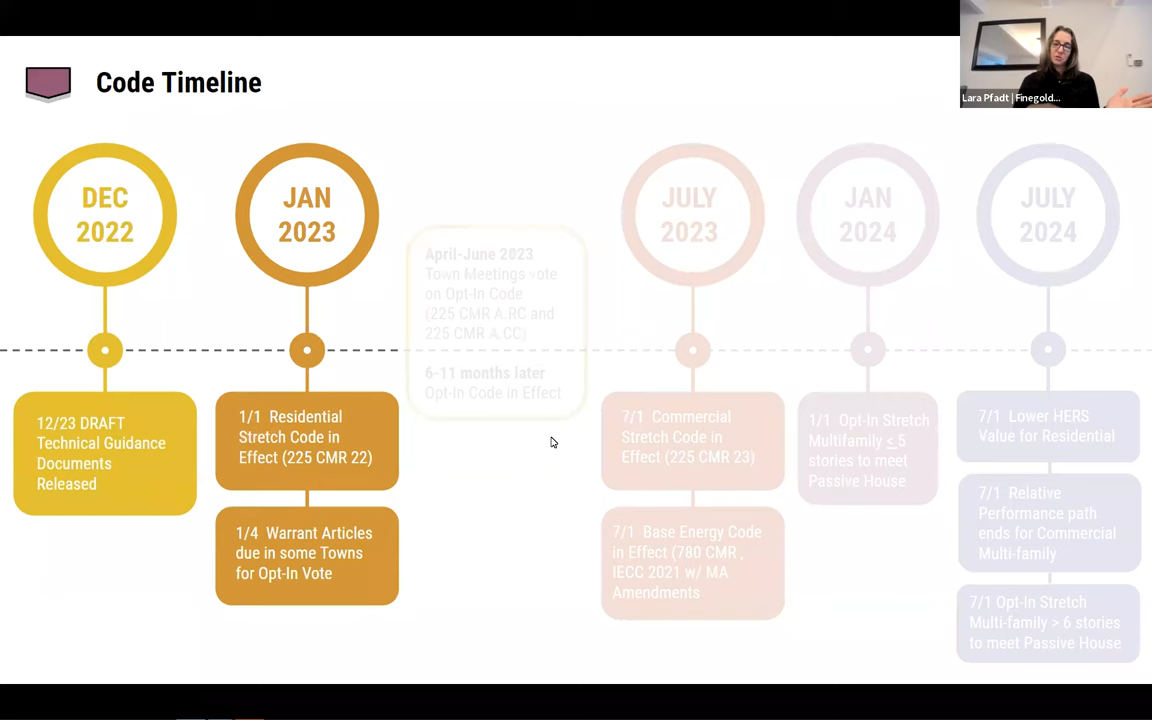 Code Timeline
Lara Pfadt | Finegold...
DEC
2022
JAN
2023
JULY
2023
JAN
2024
JULY
2024
April-June 2023
Town Meetings vote
on Opt-In Code
(225 CMR A.RC and
225 CMR A.CC)
6-11 months later
Opt-In Code in Effect
12/23 DRAFT
Technical Guidance
Documents
Released
1/1 Residential
Stretch Code in
Effect (225 CMR 22)
1/4 Warrant Articles
due in some Towns
for Opt-In Vote
7/1 Commercial
Stretch Code in
Effect (225 CMR 23)
7/1 Base Energy Code
in Effect (780 CMR ,
IECC 2021 w/ MA
Amendments
1/1 Opt-In Stretch
Multifamily < 5
stories to meet
Passive House
7/1 Lower HERS
Value for Residential
7/1 Relative
Performance path
ends for Commercial
Multi-family
7/1 Opt-In Stretch
Multi-family > 6 stories
to meet Passive House